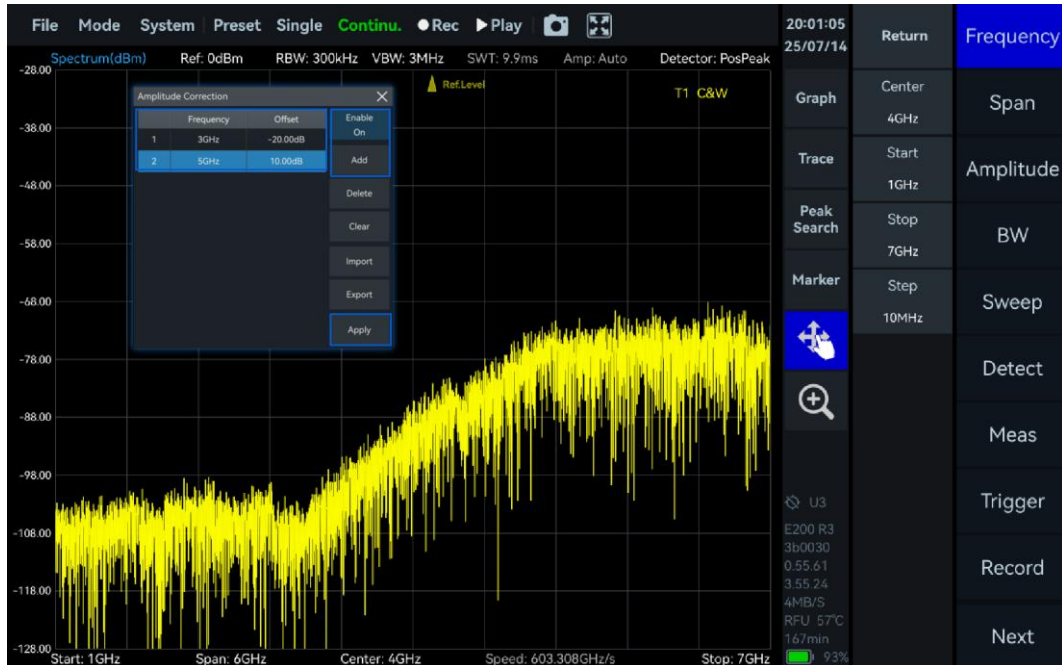 File Mode System Preset Single Continu. Rec Play
Spectrum(dBm) Ref: 0dBm RBW: 300kHz VBW: 3MHz SWT: 9.9ms Amp: Auto Detector: PosPeak
Ref.Level
T1 C&W
-28.00
-38.00
-48.00
-58.00
-68.00
-78.00
-88.00
-98.00
-108.00
-118.00
-128.00
Amplitude Correction
Frequency Offset
1 3GHz -20.00dB
2 5GHz 10.00dB
Enable
On
Add
Delete
Clear
Import
Export
Apply
Start: 1GHz Span: 6GHz Center: 4GHz Speed: 603.308GHz/s Stop: 7GHz
20:01:05
25/07/14
Graph
Trace
Peak
Search
Marker
U3
E200 R3
3b0030
0.55.61
3.55.24
4MB/S
RFU 57°C
167min
93%
Return
Center
4GHz
Start
1GHz
Stop
7GHz
Step
10MHz
Frequency
Span
Amplitude
BW
Sweep
Detect
Meas
Trigger
Record
Next